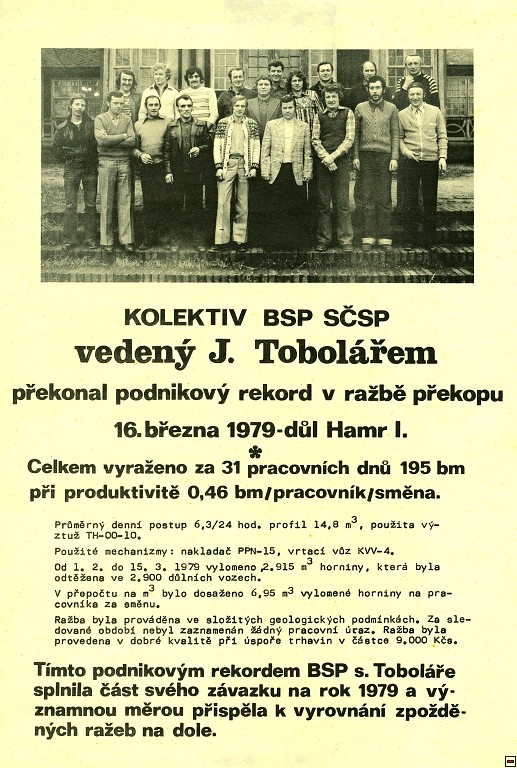 KOLEKTIV BSP SČSP
vedený J. Tobolářem
překonal podnikový rekord v ražbě překopu
16. března 1979-důl Hamr I.
*
Celkem vyraženo za 31 pracovních dnů 195 bm
při produktivitě 0,46 bm/pracovník/směna.
Průměrný denní postup 6,3/24 hod. profil 14,8 m³, použita vý-
ztuž TH-OO-10.
Použité mechanizmy: nakladač PPN-15, vrtací vůz KVV-4.
Od 1. 2. do 15. 3. 1979 vylomeno 2.915 m³ horniny, která byla
odtěžena ve 2.900 důlních vozech.
V přepočtu na m³ bylo dosaženo 6,95 m³ vylomené horniny na pra-
covníka za směnu.
Ražba byla prováděna ve složitých geologických podmínkách. Za sle-
dované období nebyl zaznamenán žádný pracovní úraz. Ražba byla
provedena v dobré kvalitě při úspoře trhavin v částce 9.000 Kčs.
Tímto podnikovým rekordem BSP s. Toboláře
splnila část svého závazku na rok 1979 a vý-
znamnou měrou přispěla k vyrovnání zpoždě-
ných ražeb na dole.